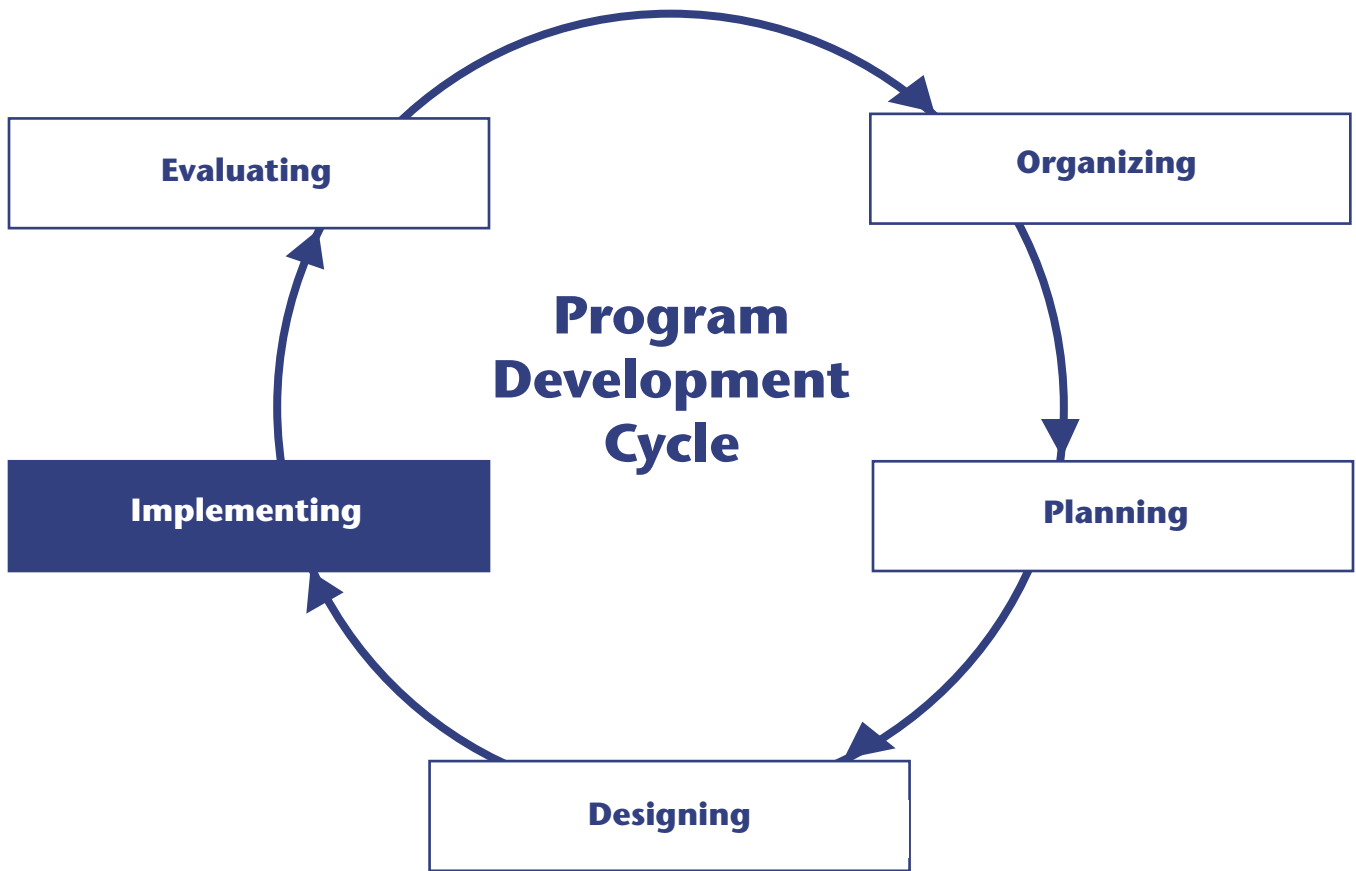 Evaluating
Organizing
Program
Development
Cycle
Implementing
Planning
Designing